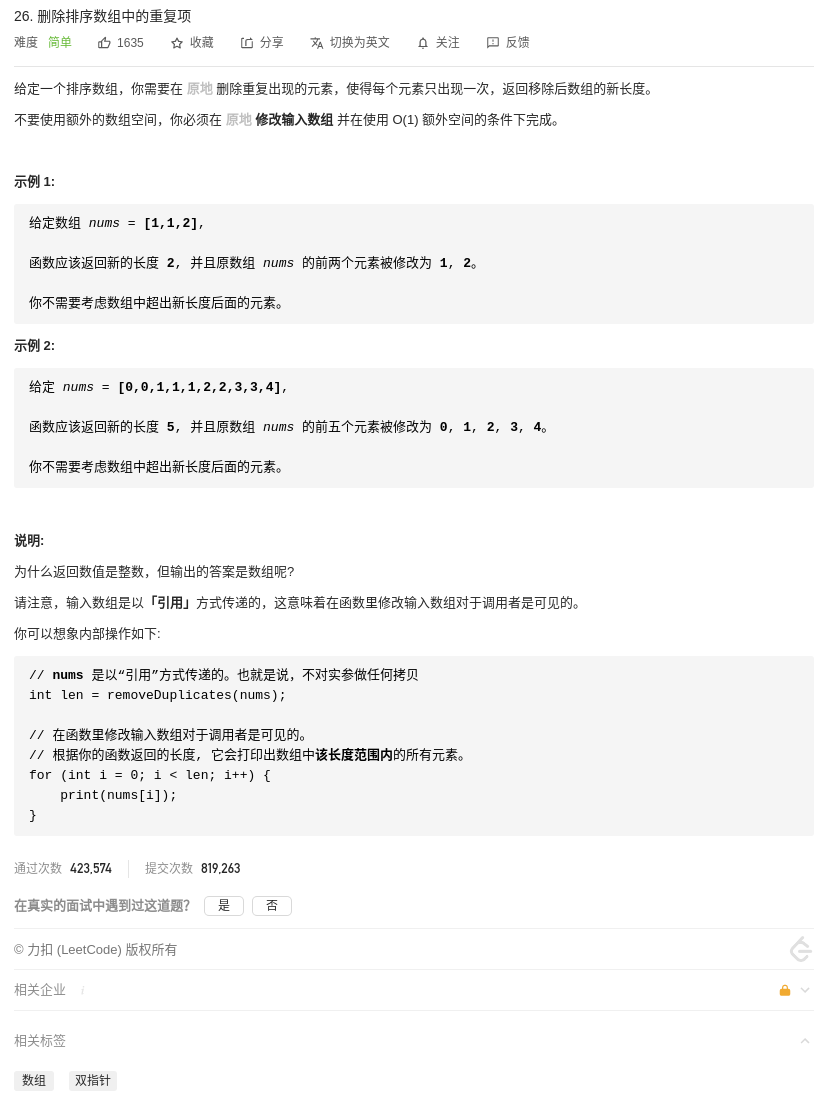 26. 删除排序数组中的重复项
难度 简单 1635 收藏 分享 切换为英文 关注 反馈
给定一个排序数组，你需要在 原地 删除重复出现的元素，使得每个元素只出现一次，返回移除后数组的新长度。
不要使用额外的数组空间，你必须在 原地 修改输入数组 并在使用 O(1) 额外空间的条件下完成。
示例 1:
给定数组 nums = [1,1,2],
函数应该返回新的长度 2, 并且原数组 nums 的前两个元素被修改为 1, 2。
你不需要考虑数组中超出新长度后面的元素。
示例 2:
给定 nums = [0,0,1,1,1,2,2,3,3,4],
函数应该返回新的长度 5, 并且原数组 nums 的前五个元素被修改为 0, 1, 2, 3, 4。
你不需要考虑数组中超出新长度后面的元素。
说明:
为什么返回数值是整数，但输出的答案是数组呢?
请注意，输入数组是以「引用」方式传递的，这意味着在函数里修改输入数组对于调用者是可见的。
你可以想象内部操作如下:
// nums 是以“引用”方式传递的。也就是说，不对实参做任何拷贝
int len = removeDuplicates(nums);
// 在函数里修改输入数组对于调用者是可见的。
// 根据你的函数返回的长度, 它会打印出数组中该长度范围内的所有元素。
for (int i = 0; i < len; i++) {
    print(nums[i]);
}
通过次数 423,574 提交次数 819,263
在真实的面试中遇到过这道题？ 是 否
© 力扣 (LeetCode) 版权所有
相关企业 i
相关标签
数组 双指针